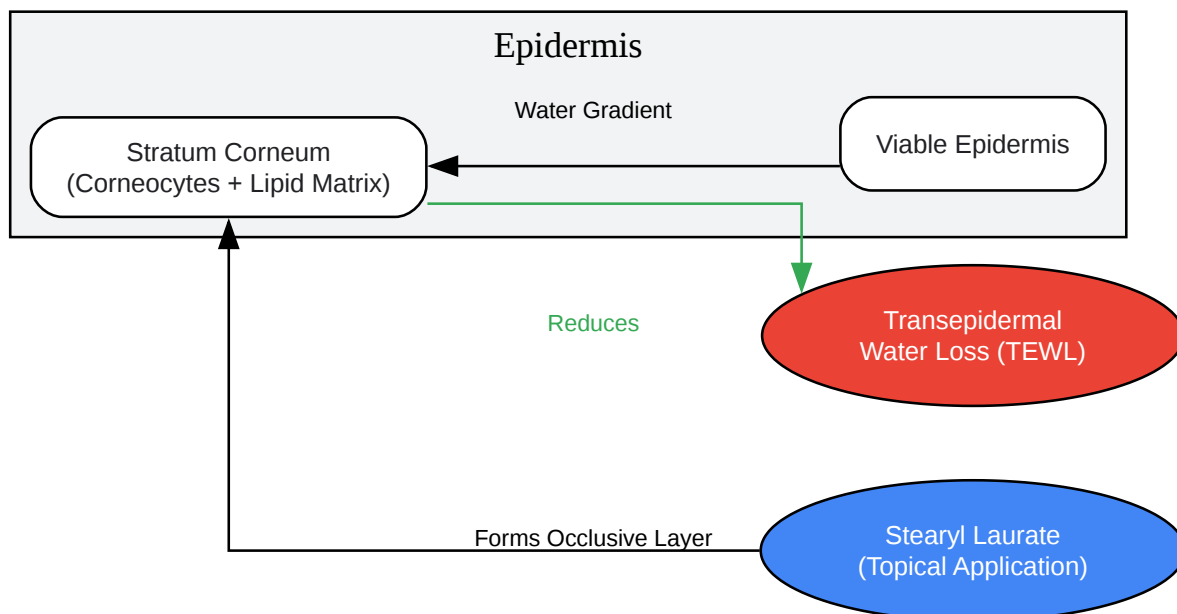 Epidermis
Water Gradient
Viable Epidermis
Stratum Corneum
(Corneocytes + Lipid Matrix)
Reduces
Transepidermal
Water Loss (TEWL)
Forms Occlusive Layer
Stearyl Laurate
(Topical Application)